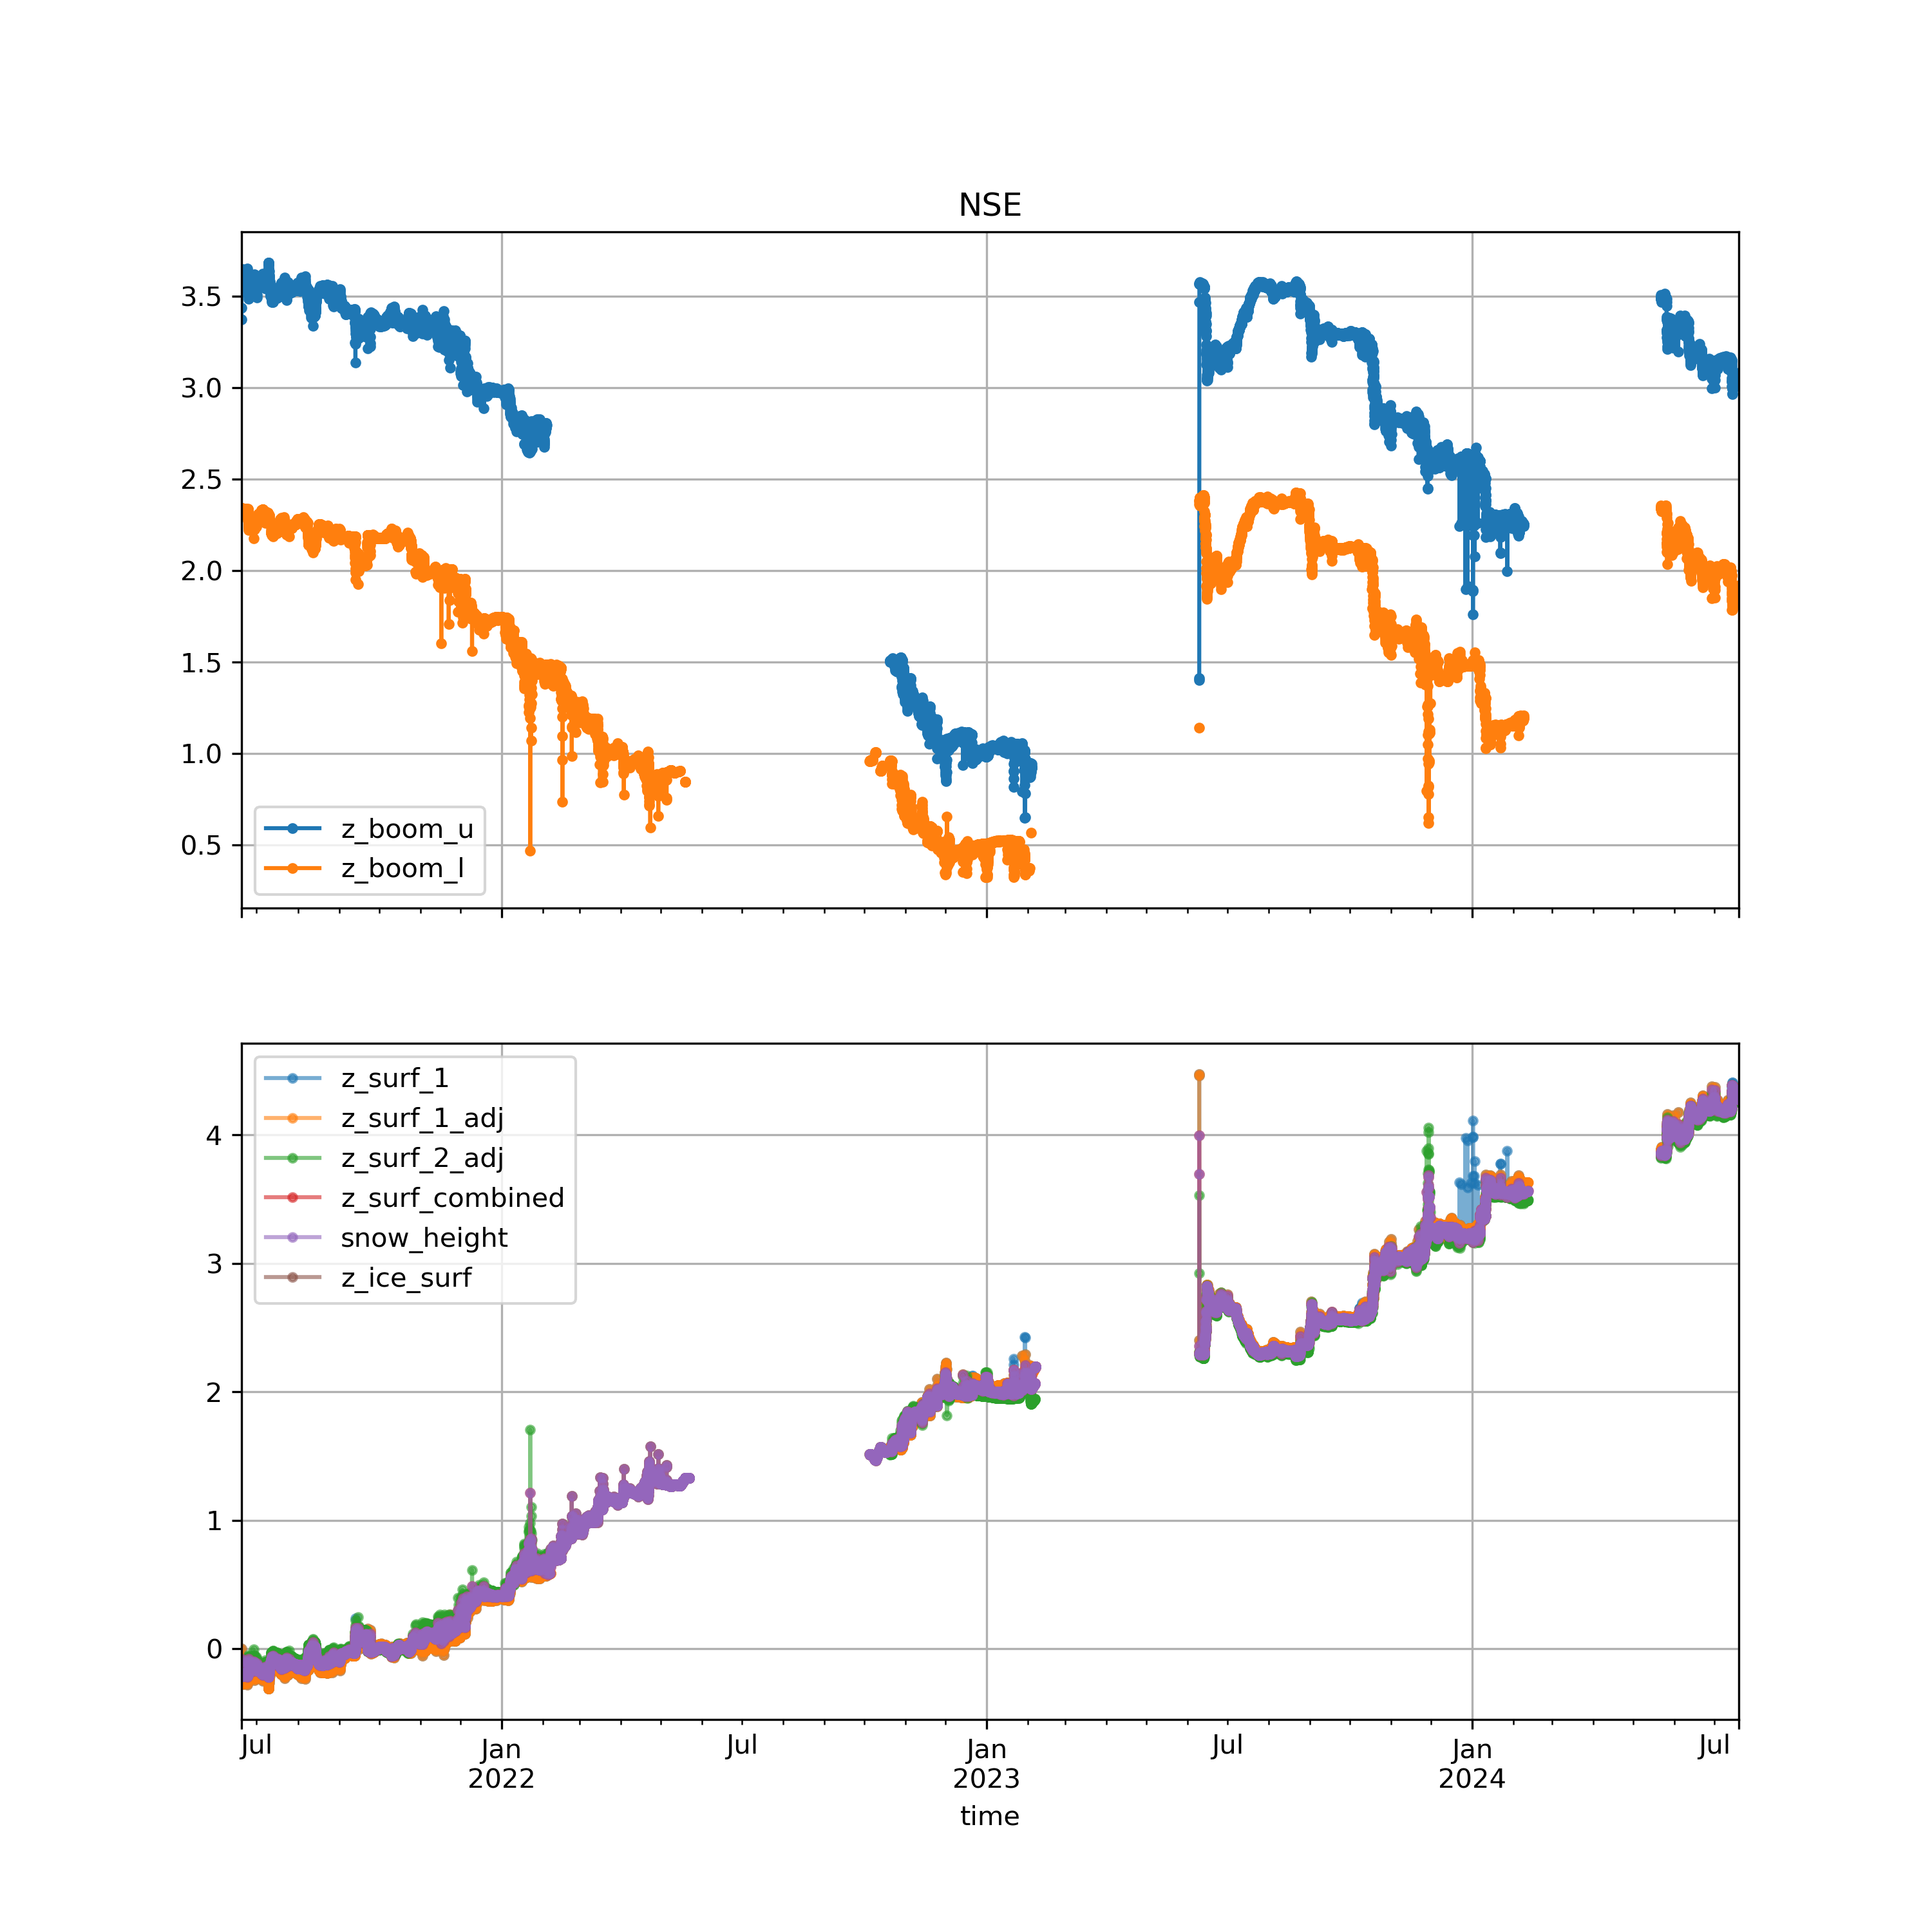 NSE
3.5
3.0
2.5
2.0
1.5
1.0
0.5
z_boom_u
z_boom_l
4
3
2
1
0
z_surf_1
z_surf_1_adj
z_surf_2_adj
z_surf_combined
snow_height
z_ice_surf
Jul Jan Jul Jan Jul Jan Jul
2022 2023 2024
time